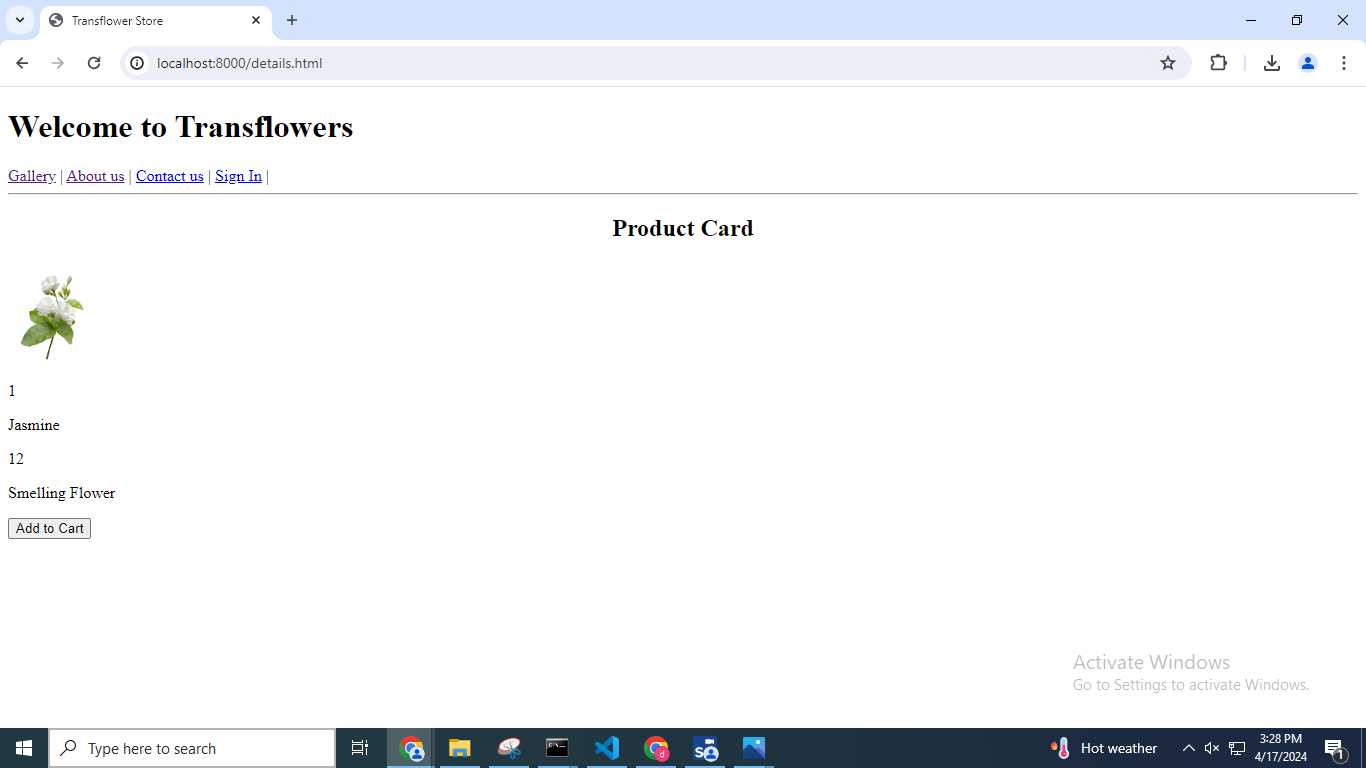 Transflower Store
localhost:8000/details.html
Welcome to Transflowers
Gallery | About us | Contact us | Sign In |
Product Card
1
Jasmine
12
Smelling Flower
Add to Cart
Activate Windows
Go to Settings to activate Windows.
Type here to search
C:\.
d
S
Hot weather
3:28 PM
4/17/2024
1